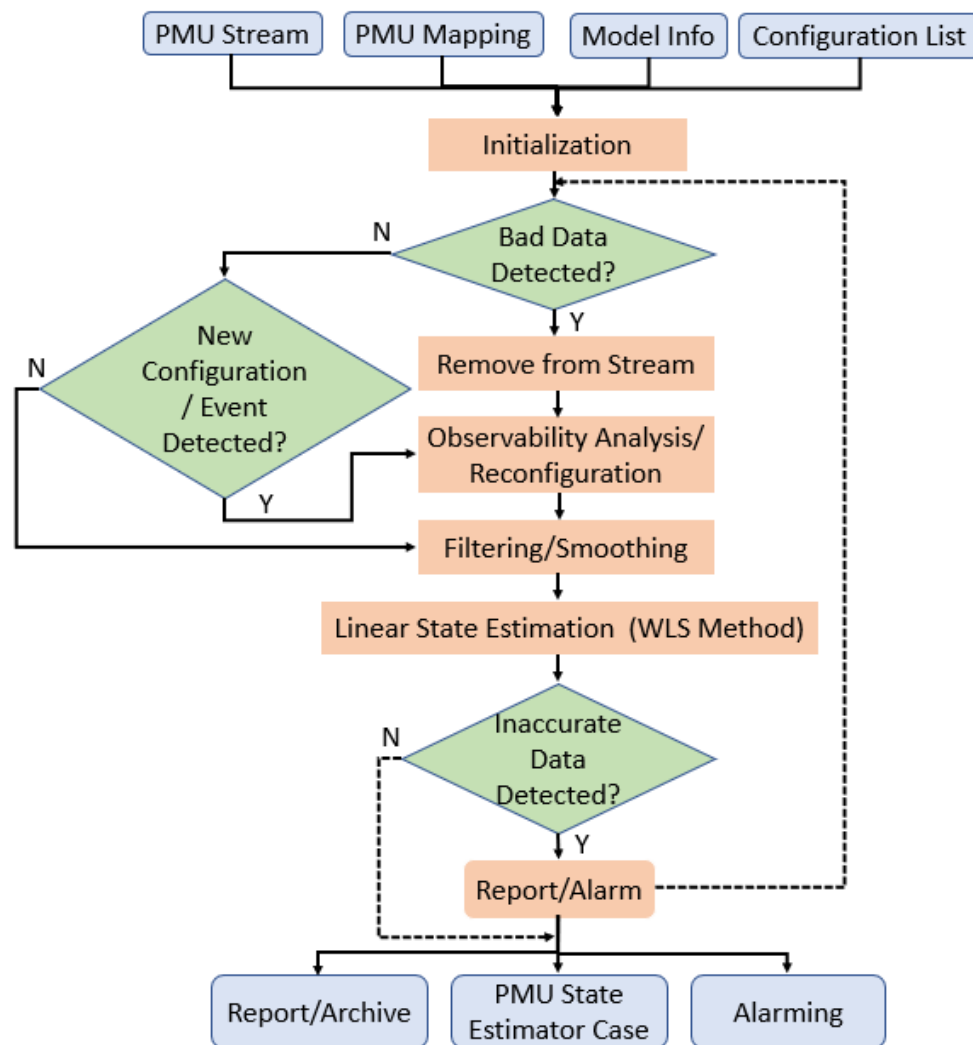 PMU Stream
PMU Mapping
Model Info
Configuration List
Initialization
N
Bad Data
Detected?
Y
New
Configuration
/ Event
Detected?
N
Y
Remove from Stream
Observability Analysis/
Reconfiguration
Filtering/Smoothing
Linear State Estimation (WLS Method)
N
Inaccurate
Data
Detected?
Y
Report/Alarm
Report/Archive
PMU State
Estimator Case
Alarming